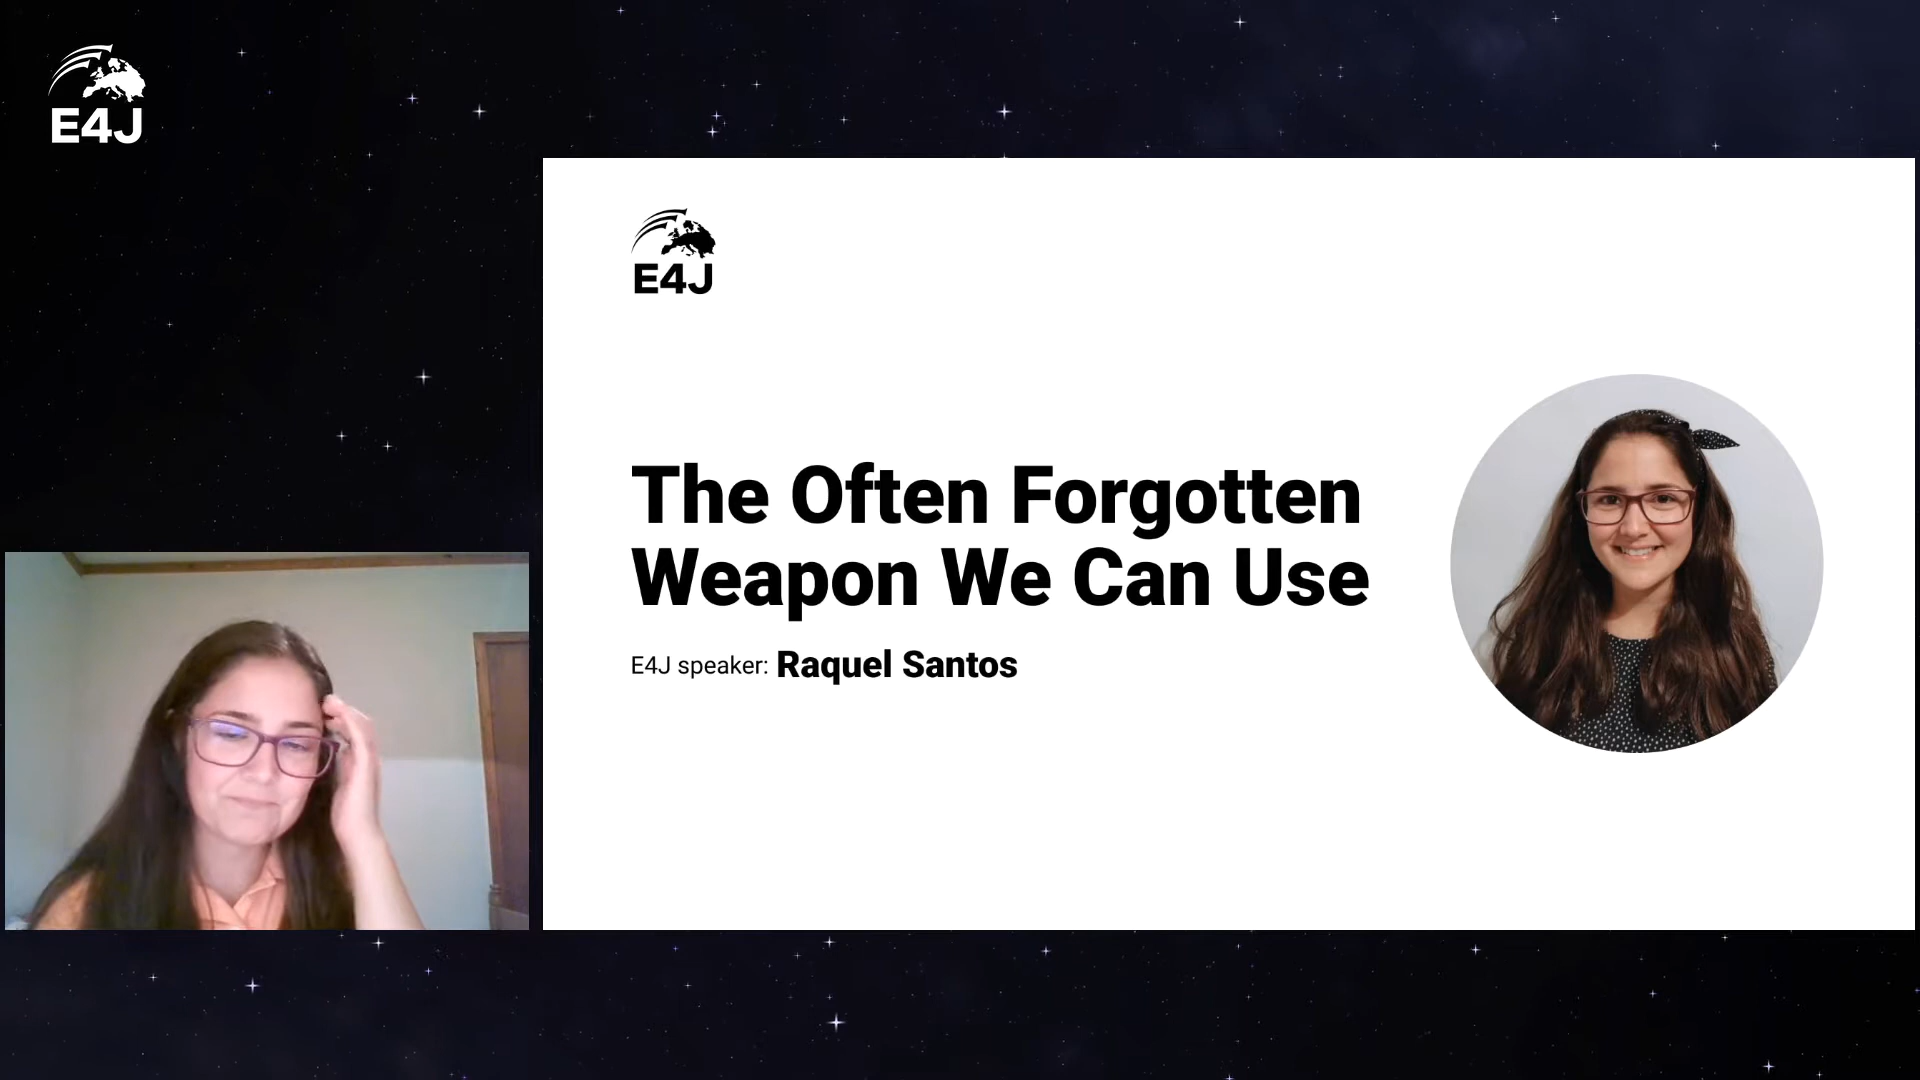 E4J
E4J
The Often Forgotten
Weapon We Can Use
E4J speaker: Raquel Santos